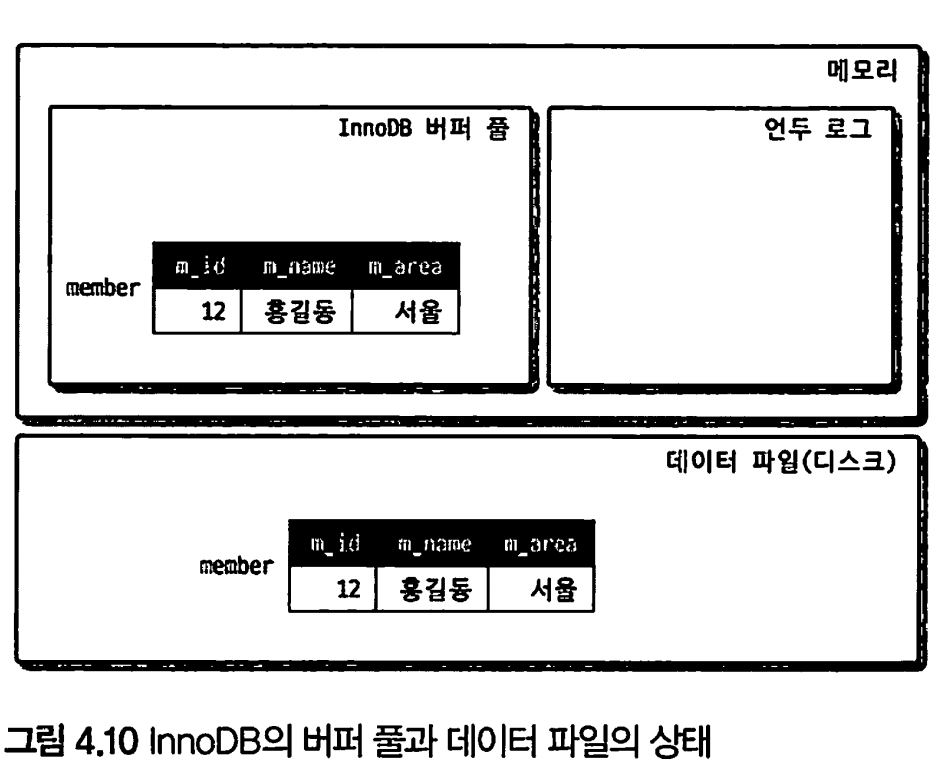 메모리
InnoDB 버퍼 풀
언두 로그
m_id m_name m_area
member
12 홍길동 서울
데이터 파일(디스크)
m_id m_name m_area
member
12 홍길동 서울
그림 4.10 InnoDB의 버퍼 풀과 데이터 파일의 상태